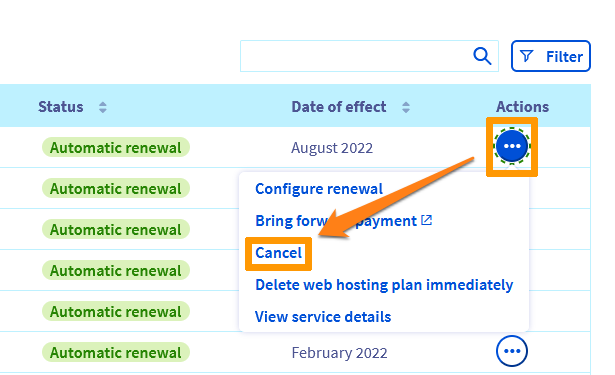 Filter
Status Date of effect Actions
Automatic renewal August 2022
Automatic renewal
Configure renewal
Automatic renewal
Bring forw payment
Cancel
Automatic renewal
Delete web hosting plan immediately
Automatic renewal
View service details
Automatic renewal February 2022